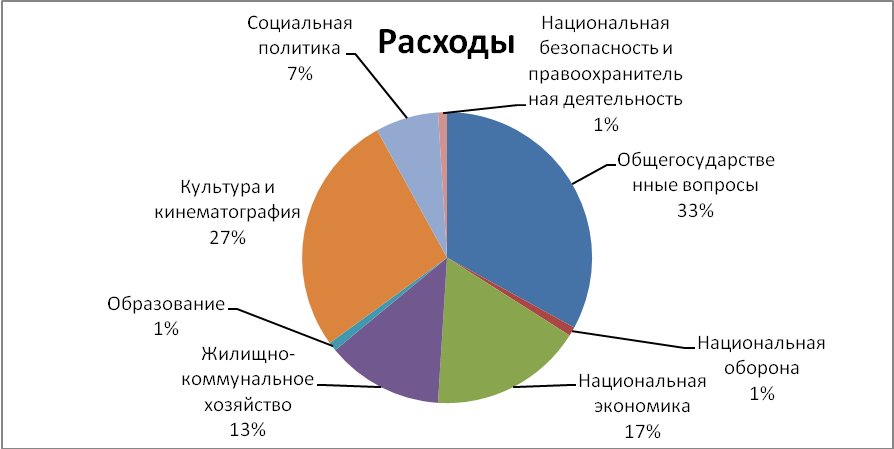 Расходы
Социальная
политика
7%
Национальная
безопасность и
правоохранитель
ная деятельность
1%
Общегосударстве
нные вопросы
33%
Культура и
кинематография
27%
Образование
1%
Жилищно-
коммунальное
хозяйство
13%
Национальная
экономика
17%
Национальная
оборона
1%